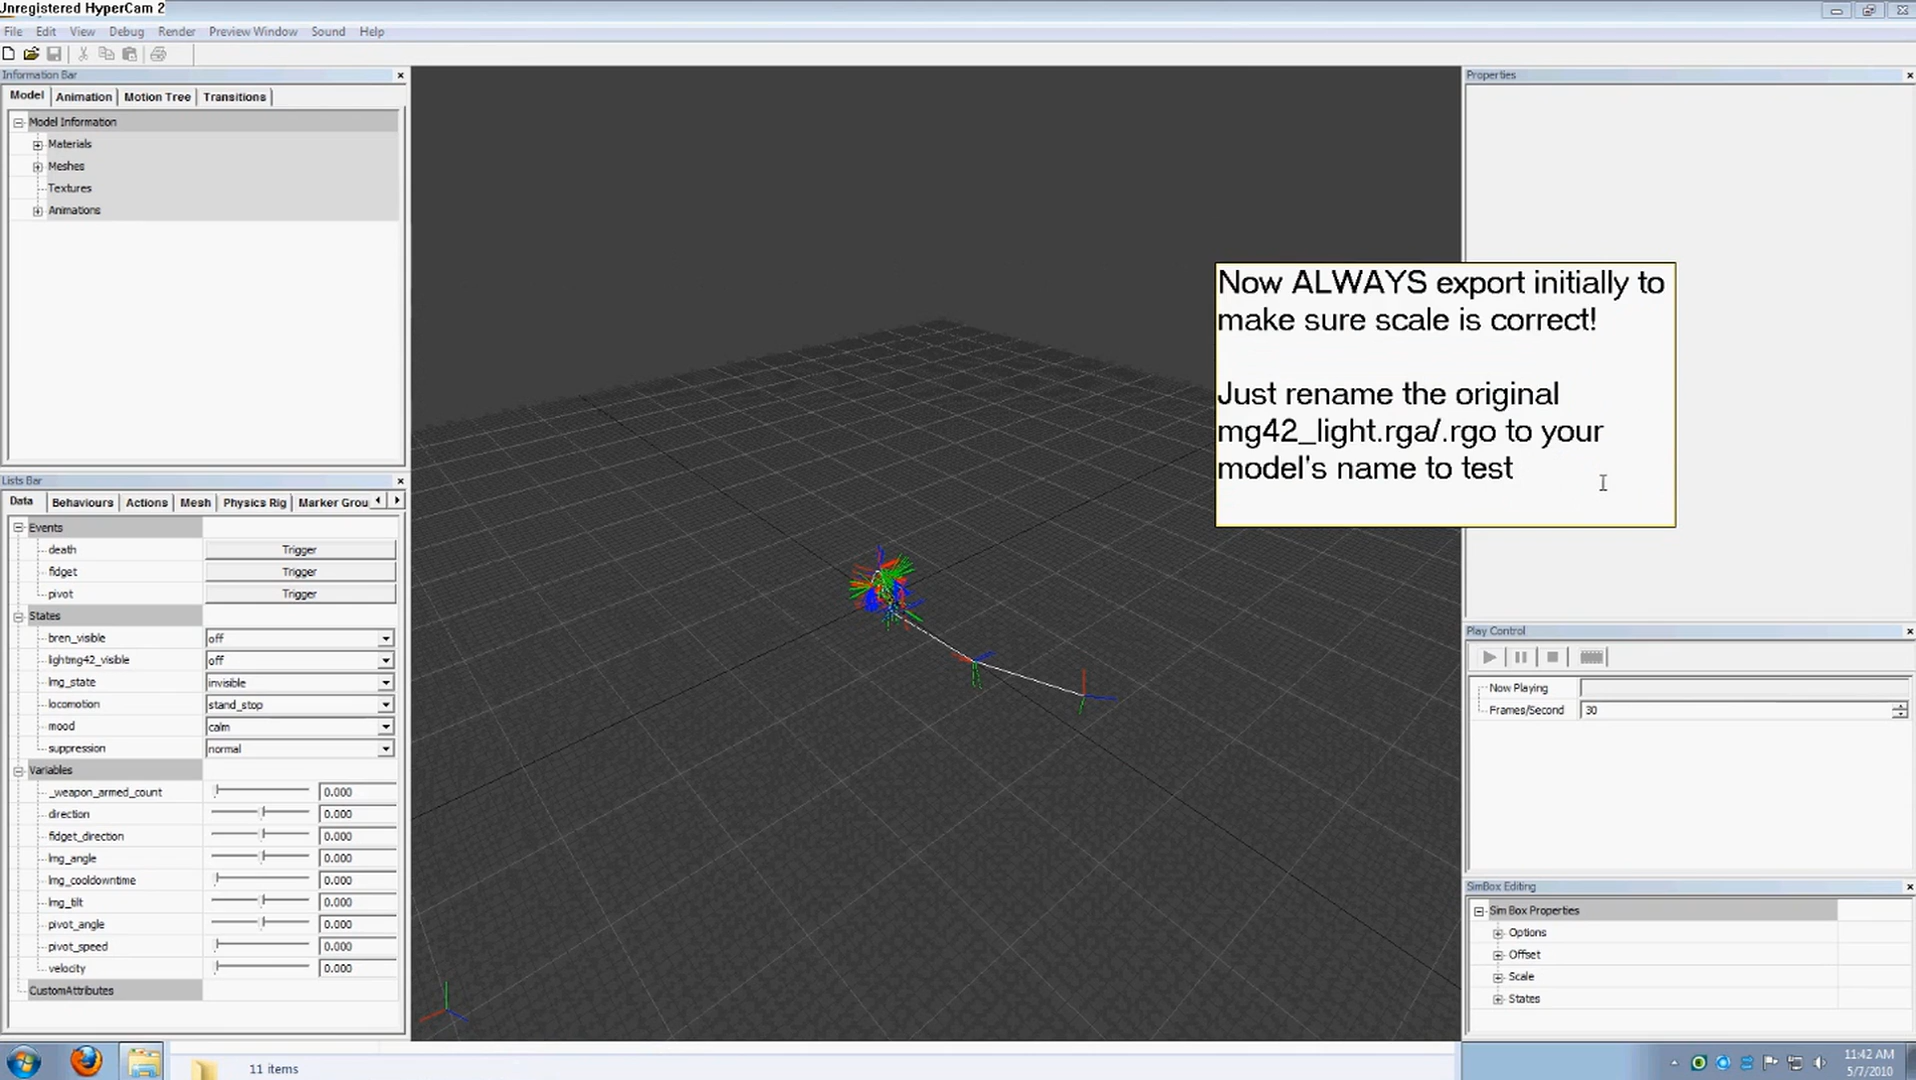 Unregistered HyperCam 2
File Edit View Debug Render Preview Window Sound Help
Information Bar
Model Animation Motion Tree Transitions
Model Information
Materials
Meshes
Textures
Animations
Lists Bar
Data Behaviours Actions Mesh Physics Rig Marker Grou
Events
death Trigger
fidget Trigger
pivot Trigger
States
bren_visible off
lightmg42_visible off
lmg_state invisible
locomotion stand_stop
mood calm
suppression normal
Variables
_weapon_armed_count 0.000
direction 0.000
fidget_direction 0.000
lmg_angle 0.000
lmg_cooldowntime 0.000
lmg_tilt 0.000
pivot_angle 0.000
pivot_speed 0.000
velocity 0.000
CustomAttributes
Now ALWAYS export initially to
make sure scale is correct!
Just rename the original
mg42_light.rga/.rgo to your
model's name to test
Properties
Play Control
Now Playing
Frames/Second 30
SimBox Editing
Sim Box Properties
Options
Offset
Scale
States
11 items
11:42 AM
5/7/2010